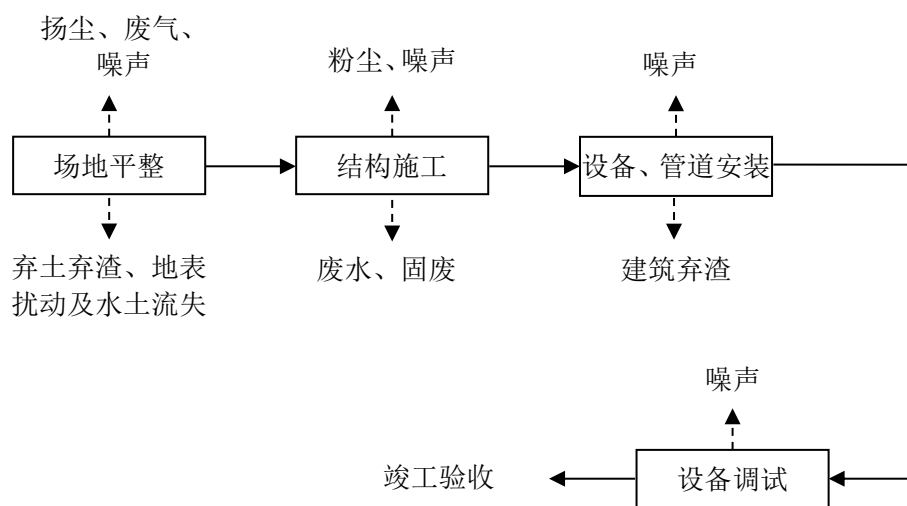 扬尘、废气、
噪声
粉尘、噪声
噪声
场地平整
结构施工
设备、管道安装
弃土弃渣、地表
扰动及水土流失
废水、固废
建筑弃渣
噪声
竣工验收
设备调试